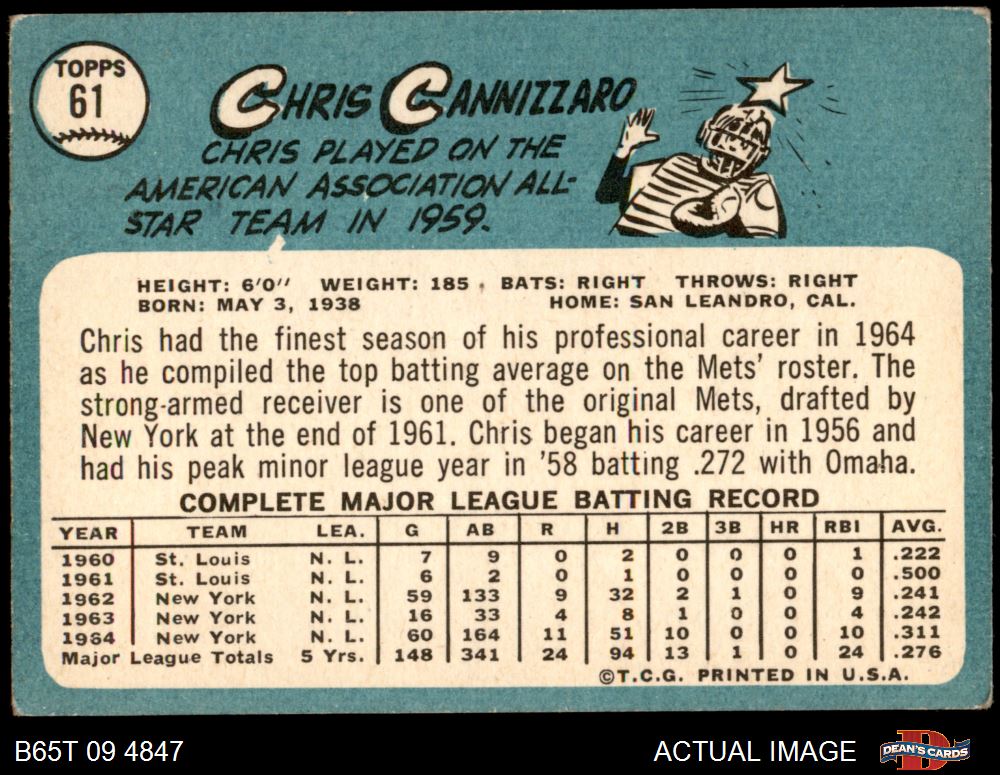 TOPPS
61
CHRIS CANNIZZARO
CHRIS PLAYED ON THE
AMERICAN ASSOCIATION ALL-
STAR TEAM IN 1959.
HEIGHT: 6'0" WEIGHT: 185 BATS: RIGHT THROWS: RIGHT
BORN: MAY 3, 1938 HOME: SAN LEANDRO, CAL.
Chris had the finest season of his professional career in 1964
as he compiled the top batting average on the Mets' roster. The
strong-armed receiver is one of the original Mets, drafted by
New York at the end of 1961. Chris began his career in 1956 and
had his peak minor league year in '58 batting .272 with Omaha.
COMPLETE MAJOR LEAGUE BATTING RECORD
YEAR TEAM LEA. G AB R H 2B 3B HR RBI AVG.
1960 St. Louis N. L. 7 9 0 2 0 0 0 1 .222
1961 St. Louis N. L. 6 2 0 1 0 0 0 0 .500
1962 New York N. L. 59 133 9 32 2 1 0 9 .241
1963 New York N. L. 16 33 4 8 1 0 0 4 .242
1964 New York N. L. 60 164 11 51 10 0 0 10 .311
Major League Totals 5 Yrs. 148 341 24 94 13 1 0 24 .276
©T.C.G. PRINTED IN U.S.A.
B65T 09 4847 ACTUAL IMAGE DEAN'S CARDS